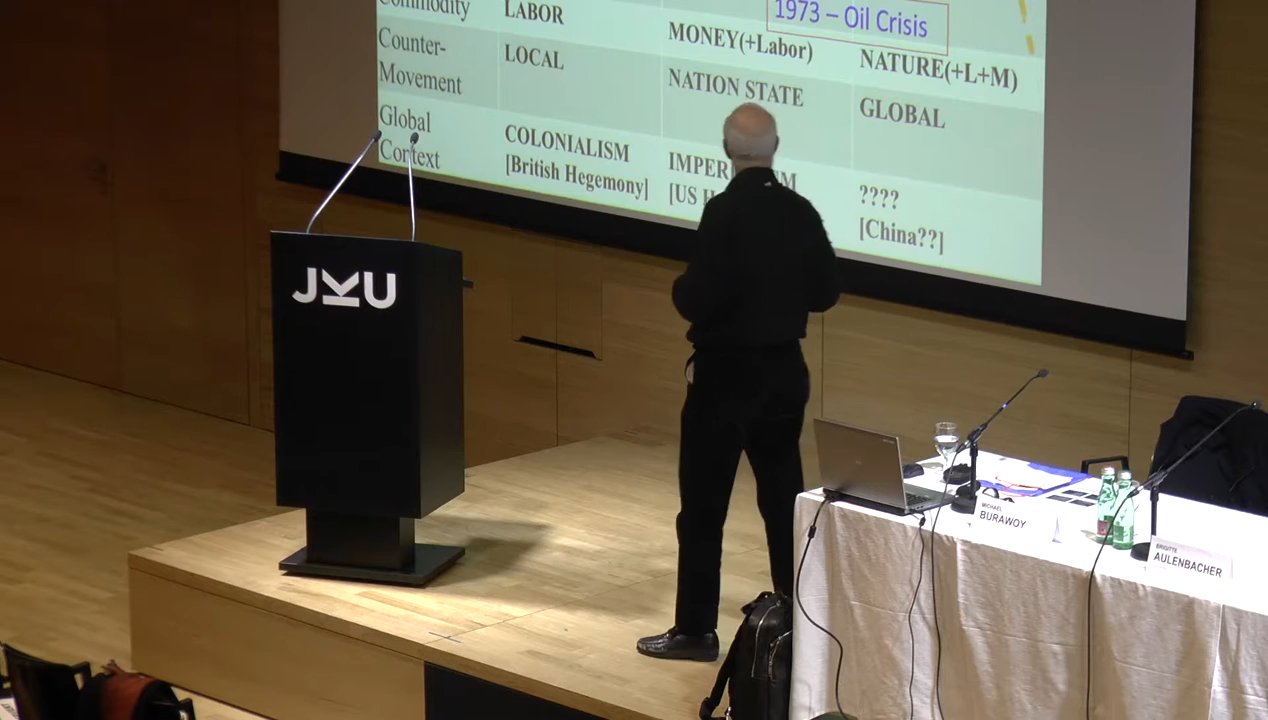 Commodity
LABOR
MONEY(+Labor)
NATURE(+L+M)
1973 – Oil Crisis
Counter-
Movement
LOCAL
NATION STATE
GLOBAL
Global
Context
COLONIALISM
[British Hegemony]
[US
????
[China??]
JKU
MICHAEL
BURAWOY
BRIGITTE
AULENBACHER